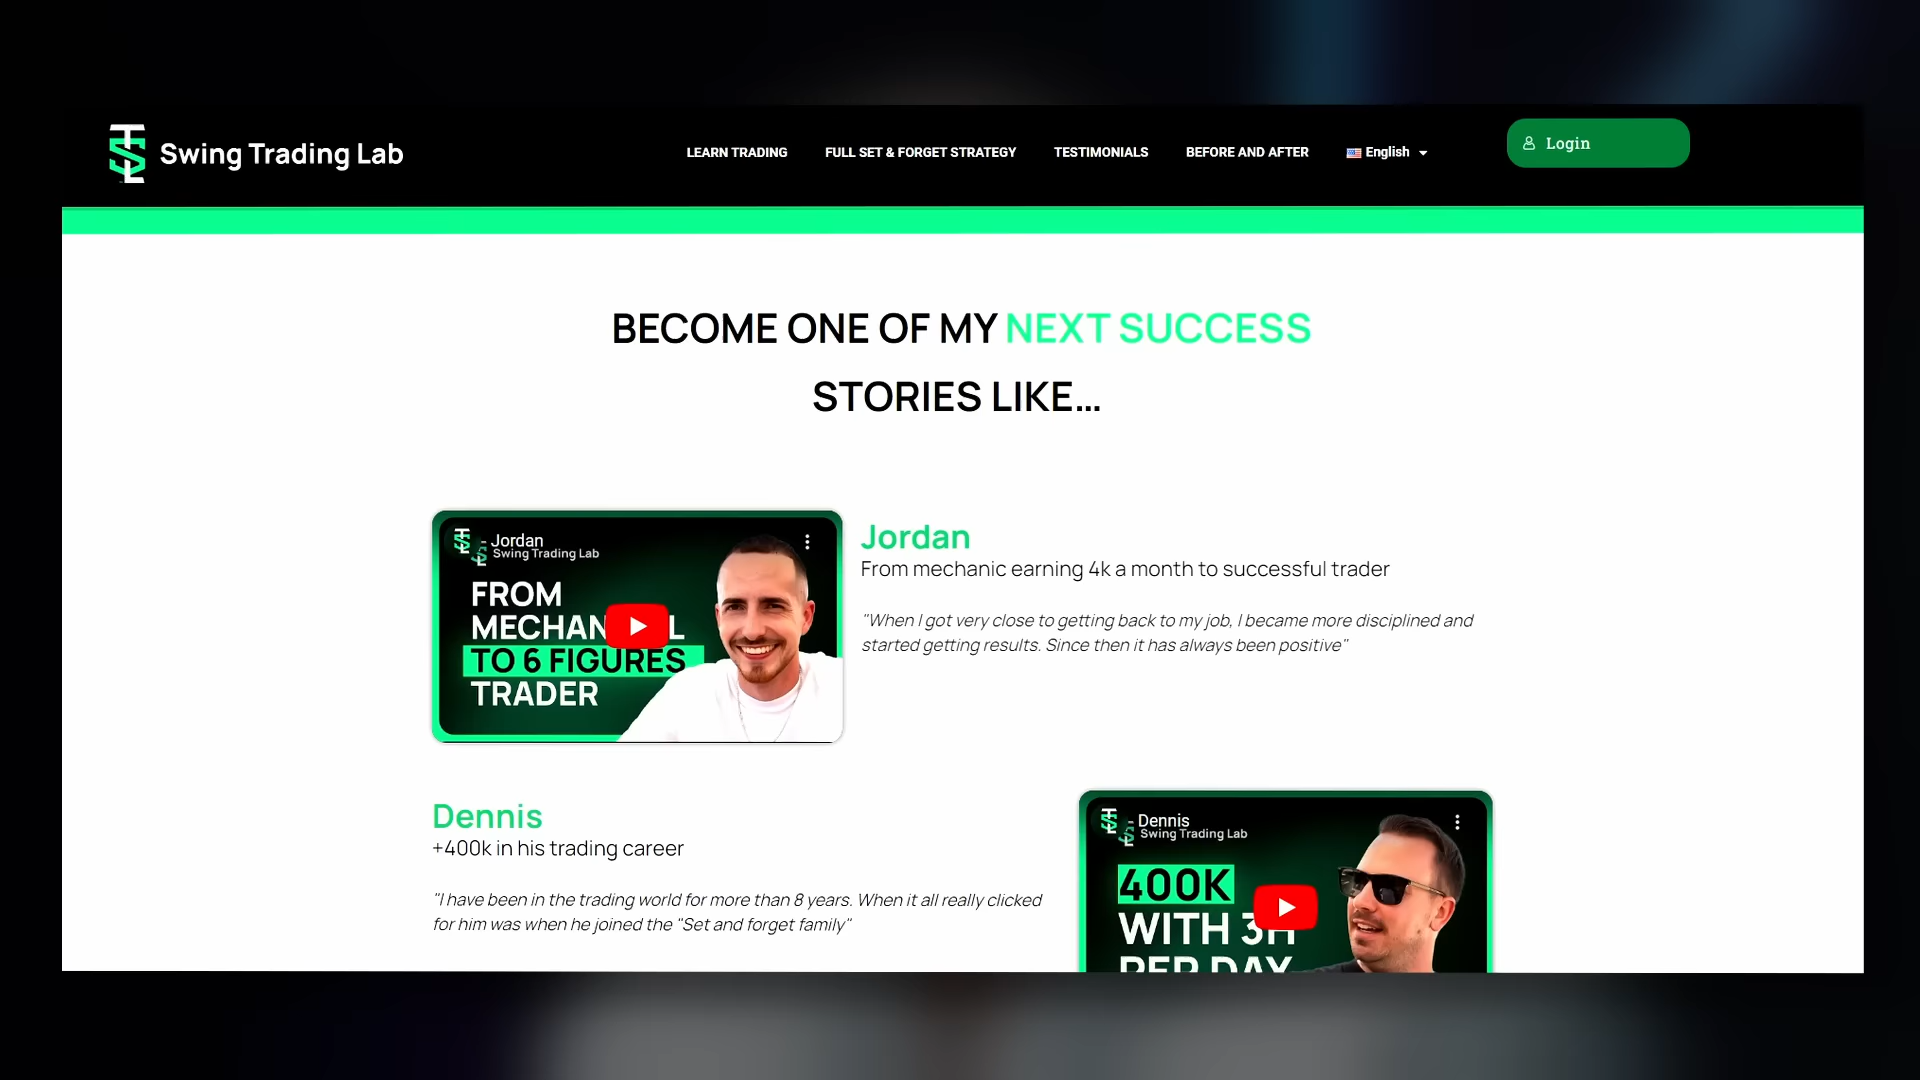 Swing Trading Lab
LEARN TRADING
FULL SET & FORGET STRATEGY
TESTIMONIALS
BEFORE AND AFTER
English
Login
BECOME ONE OF MY NEXT SUCCESS
STORIES LIKE...
Jordan
Swing Trading Lab
FROM
TO 6 FIGURES
TRADER
Jordan
From mechanic earning 4k a month to successful trader
"When I got very close to getting back to my job, I became more disciplined and
started getting results. Since then it has always been positive"
Dennis
+400k in his trading career
"I have been in the trading world for more than 8 years. When it all really clicked
for him was when he joined the "Set and forget family"
Dennis
Swing Trading Lab
400K
WITH 3H
PER DAY